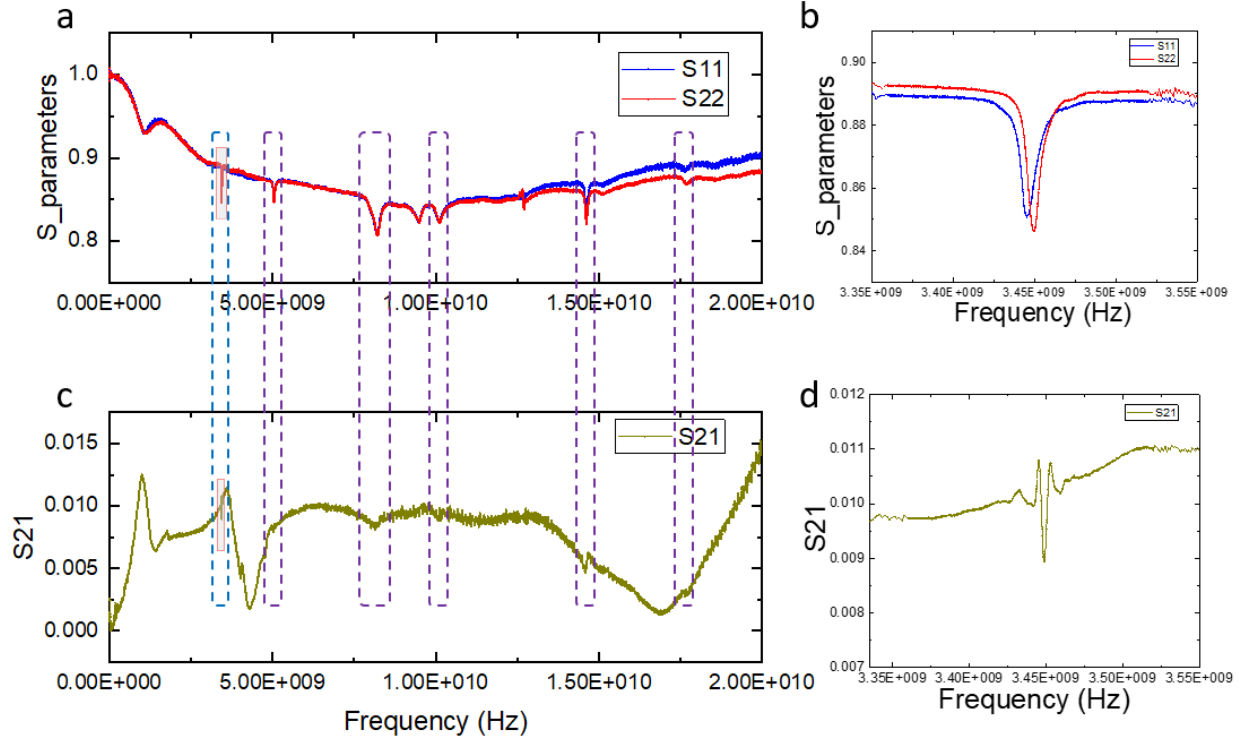 a
S_parameters
1.0
0.9
0.8
S11
S22
0.00E+000
5.00E+009
1.00E+010
1.50E+010
2.00E+010
b
S_parameters
0.90
0.88
0.86
0.84
S11
S22
3.35E+009
3.40E+009
3.45E+009
3.50E+009
3.55E+009
Frequency (Hz)
c
S21
0.015
0.010
0.005
0.000
S21
0.00E+000
5.00E+009
1.00E+010
1.50E+010
2.00E+010
Frequency (Hz)
d
S21
0.012
0.011
0.010
0.009
0.008
0.007
S21
3.35E+009
3.40E+009
3.45E+009
3.50E+009
3.55E+009
Frequency (Hz)